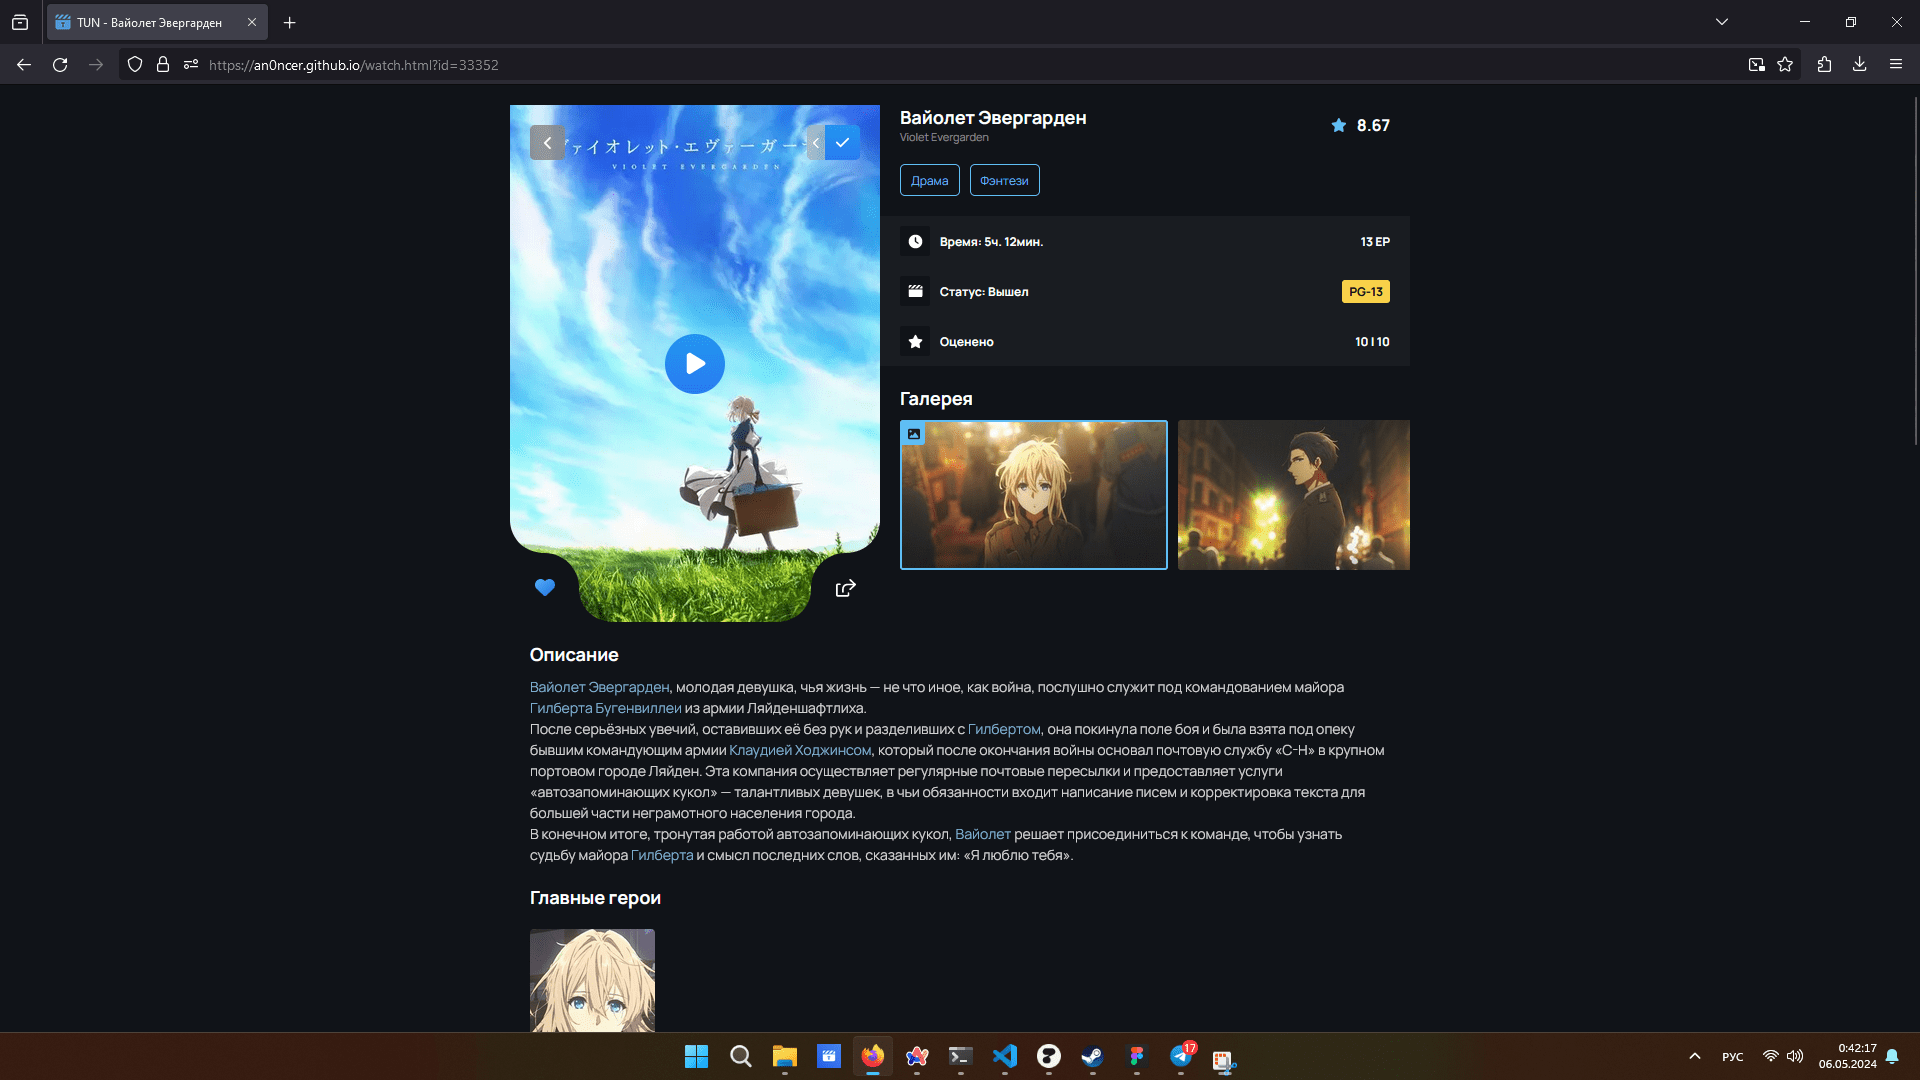 TUN - Вайолет Эвергарден
https://an0ncer.github.io/watch.html?id=33352
ヴァイオレット・エヴァーガーデ
VIOLET EVERGARDEN
Вайолет Эвергарден
Violet Evergarden
8.67
Драма
Фэнтези
Время: 5ч. 12мин.
13 EP
Статус: Вышел
PG-13
Оценено
10 | 10
Галерея
Описание
Вайолет Эвергарден, молодая девушка, чья жизнь — не что иное, как война, послушно служит под командованием майора
Гилберта Бугенвиллеи из армии Ляйденшафтлиха.
После серьёзных увечий, оставивших её без рук и разделивших с Гилбертом, она покинула поле боя и была взята под опеку
бывшим командующим армии Клаудией Ходжинсом, который после окончания войны основал почтовую службу «C-H» в крупном
портовом городе Ляйден. Эта компания осуществляет регулярные почтовые пересылки и предоставляет услуги
«автозапоминающих кукол» — талантливых девушек, в чьи обязанности входит написание писем и корректировка текста для
большей части неграмотного населения города.
В конечном итоге, тронутая работой автозапоминающих кукол, Вайолет решает присоединиться к команде, чтобы узнать
судьбу майора Гилберта и смысл последних слов, сказанных им: «Я люблю тебя».
Главные герои
17
РУС
0:42:17
06.05.2024